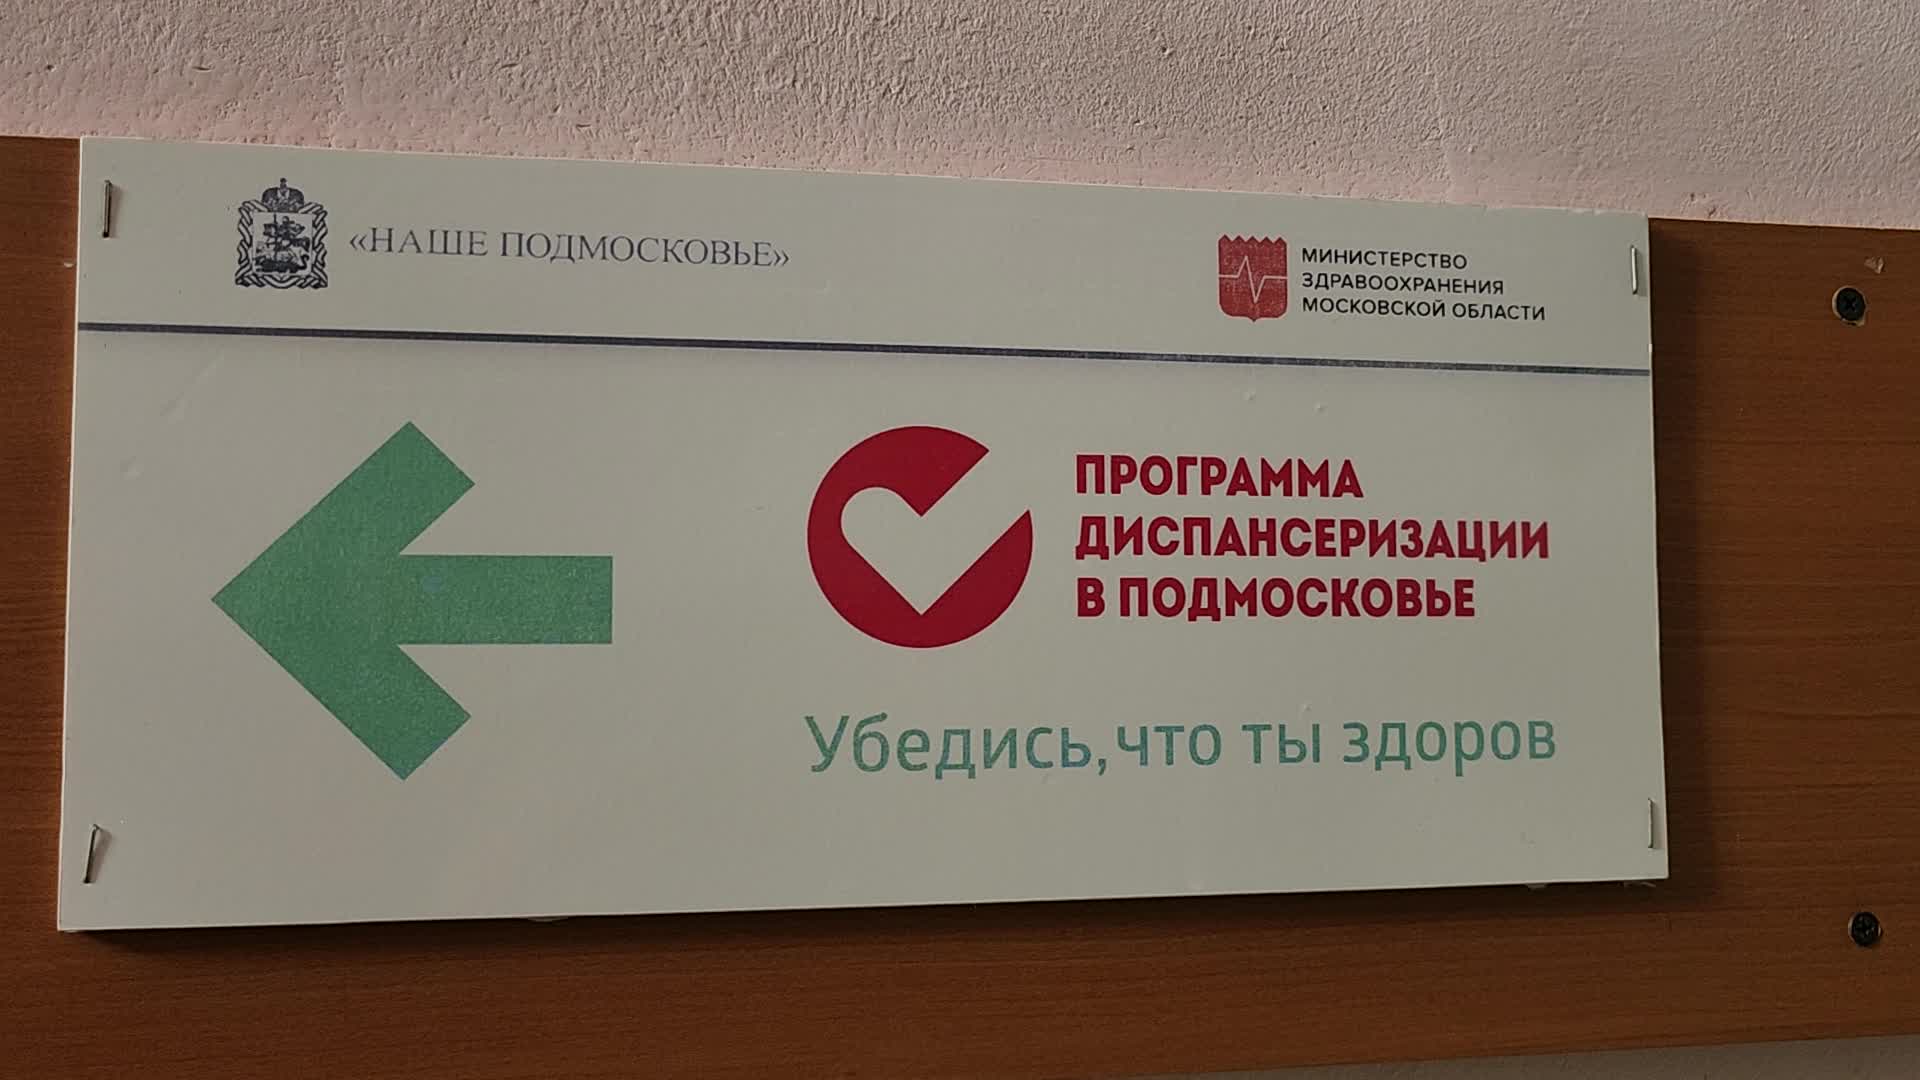 «НАШЕ ПОДМОСКОВЬЕ»
МИНИСТЕРСТВО
ЗДРАВООХРАНЕНИЯ
МОСКОВСКОЙ ОБЛАСТИ
ПРОГРАММА
ДИСПАНСЕРИЗАЦИИ
В ПОДМОСКОВЬЕ
Убедись, что ты здоров